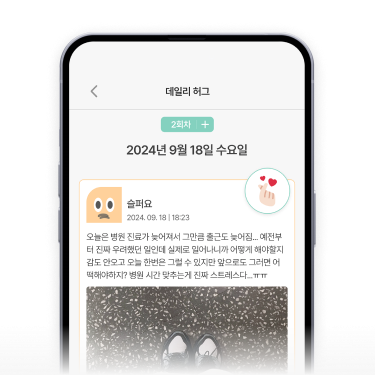 데일리 허그
2회차 +
2024년 9월 18일 수요일
슬퍼요
2024. 09. 18 | 18:23
오늘은 병원 진료가 늦어져서 그만큼 출근도 늦어짐... 예전부
터 진짜 우려했던 일인데 실제로 일어나니까 어떻게 해야할지
감도 안오고 오늘 한번은 그럴 수 있지만 앞으로도 그러면 어
떡해야하지? 병원 시간 맞추는게 진짜 스트레스다...ㅠㅠ